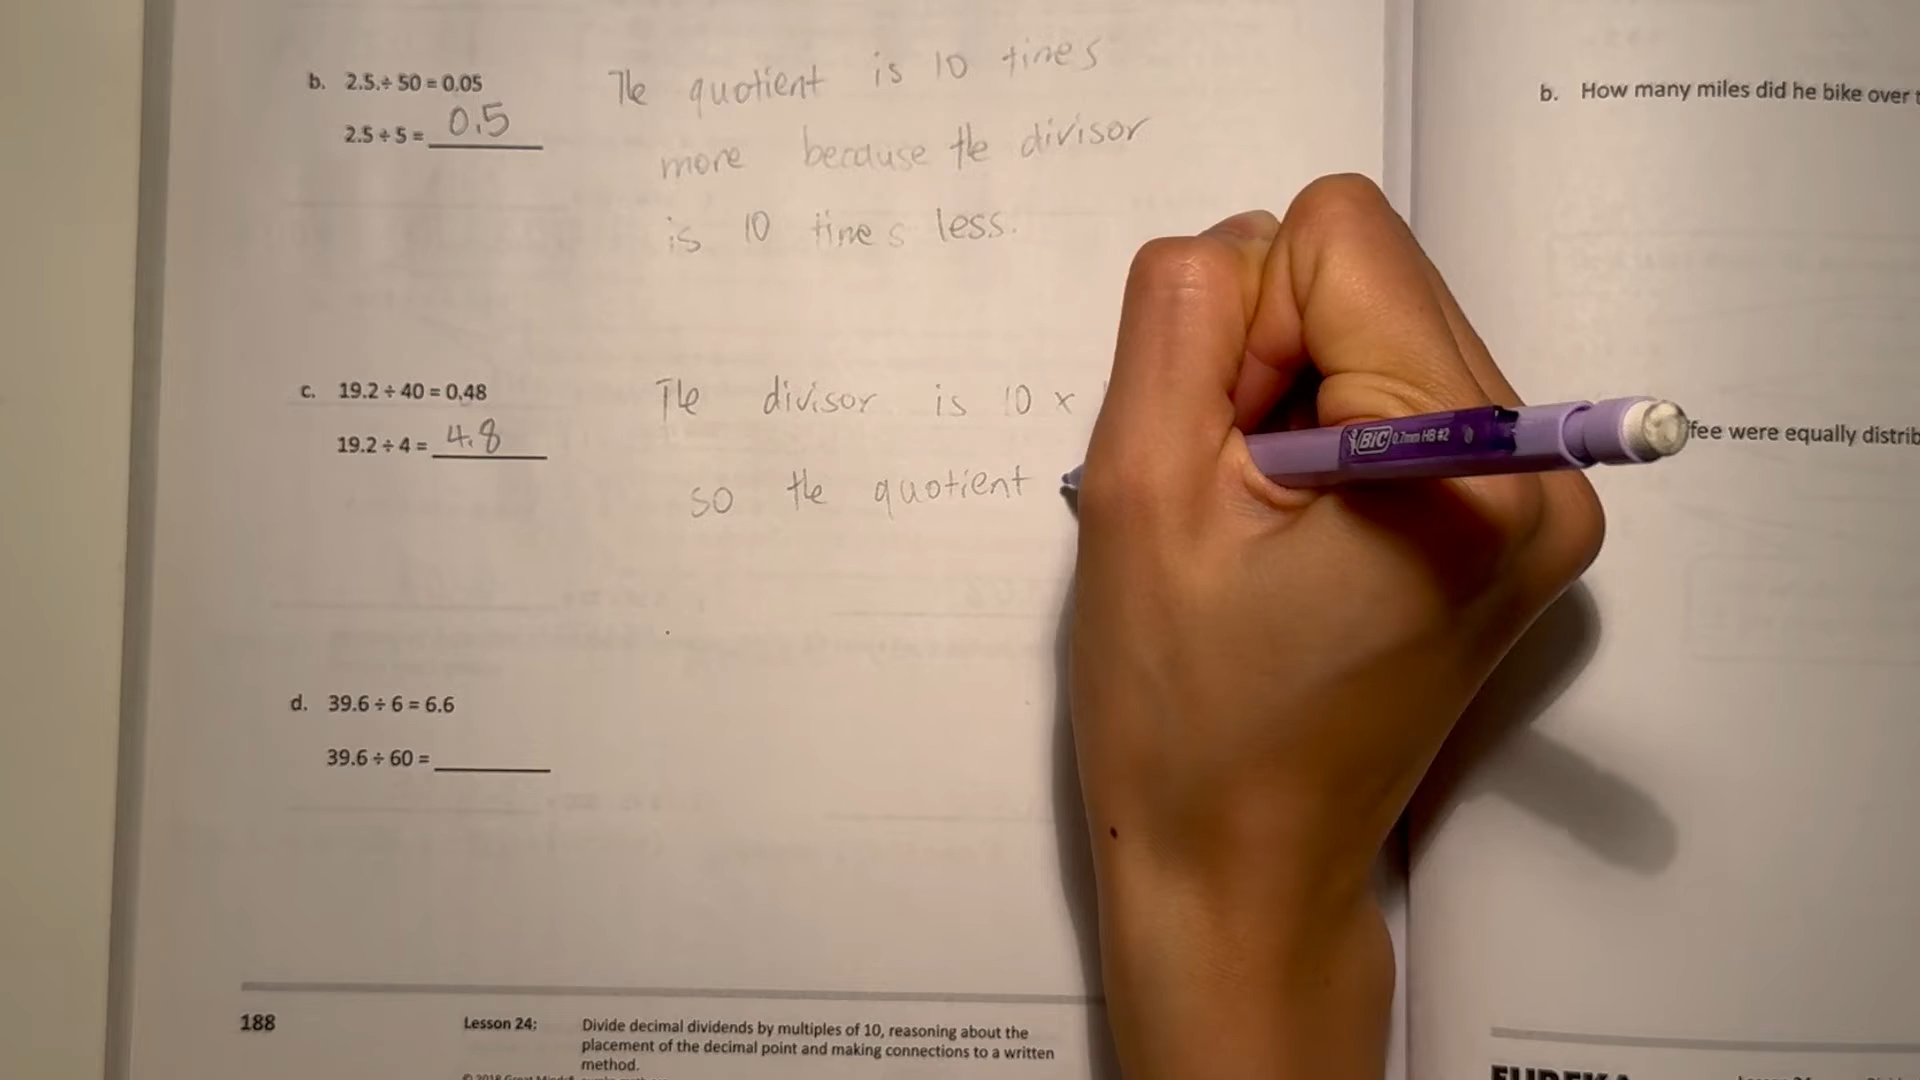 b. 2.5.÷ 50 = 0.05
2.5 ÷ 5 = 0.5
The quotient is 10 times
more because the divisor
is 10 times less.
c. 19.2 ÷ 40 = 0.48
19.2 ÷ 4 = 4.8
The divisor is 10 x
so the quotient
d. 39.6 ÷ 6 = 6.6
39.6 ÷ 60 =
188
Lesson 24: Divide decimal dividends by multiples of 10, reasoning about the
placement of the decimal point and making connections to a written
method.
b. How many miles did he bike over
fee were equally distrib
BIC 0.7mm HB #2
EUREKA